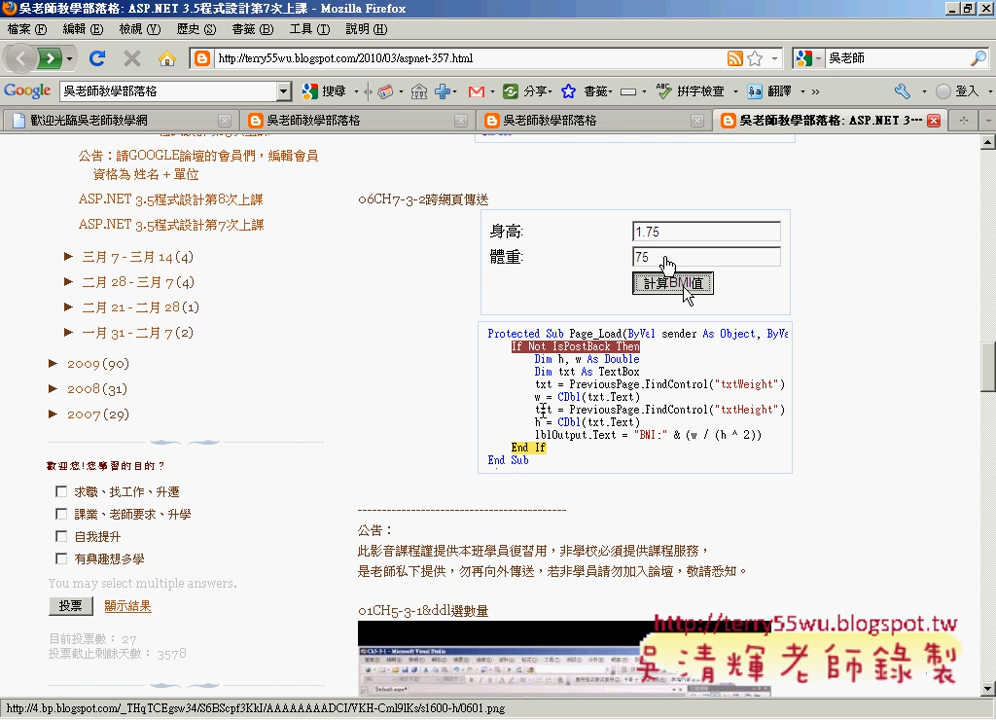 吳老師教學部落格: ASP.NET 3.5程式設計第7次上課 - Mozilla Firefox
檔案(F) 編輯(E) 檢視(V) 歷史(S) 書籤(B) 工具(T) 說明(H)
http://terry55wu.blogspot.com/2010/03/aspnet-357.html
吳老師
Google 吳老師教學部落格 搜尋 分享 書籤 拼字檢查 翻譯 » 登入
歡迎光臨吳老師教學網 吳老師教學部落格 吳老師教學部落格 吳老師教學部落格: ASP.NET 3...
公告：請GOOGLE論壇的會員們，編輯會員
資格為 姓名 + 單位
ASP.NET 3.5程式設計第8次上課
ASP.NET 3.5程式設計第7次上課
► 三月 7 - 三月 14 (4)
► 二月 28 - 三月 7 (4)
► 二月 21 - 二月 28 (1)
► 一月 31 - 二月 7 (2)
► 2009 (90)
► 2008 (31)
► 2007 (29)
歡迎您!您學習的目的？
求職、找工作、升遷
課業、老師要求、升學
自我提升
有興趣想多學
You may select multiple answers.
投票 顯示結果
目前投票數： 27
投票截止剩餘天數： 3578
06CH7-3-2跨網頁傳送
身高: 1.75
體重: 75
計算BMI值
Protected Sub Page_Load(ByVal sender As Object, ByVa
If Not IsPostBack Then
Dim h, w As Double
Dim txt As TextBox
txt = PreviousPage.FindControl("txtWeight")
w = CDbl(txt.Text)
txt = PreviousPage.FindControl("txtHeight")
h = CDbl(txt.Text)
lblOutput.Text = "BNI:" & (w / (h ^ 2))
End If
End Sub
------------------------------------------
公告：
此影音課程謹提供本班學員復習用，非學校必須提供課程服務，
是老師私下提供，勿再向外傳送，若非學員請勿加入論壇，敬請悉知。
01CH5-3-1&ddl選數量
http://terry55wu.blogspot.tw
吳清輝老師錄製
http://4.bp.blogspot.com/_THqTCEgsw34/S6BScpf3KkI/AAAAAAAADCI/VKH-Cml9lKs/s1600-h/0601.png